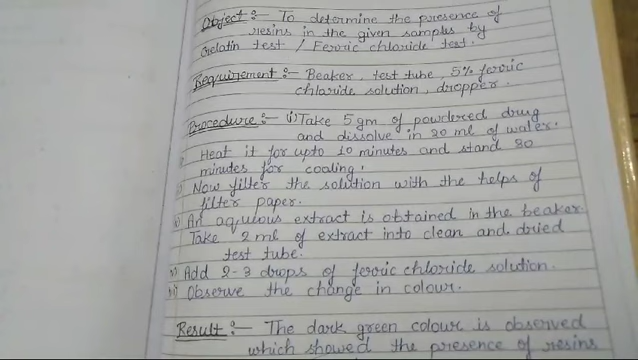 Object :- To determine the presence of
resins in the given samples by
Gelatin test / Ferric chloride test.
Requirement :- Beaker, test tube, 5% ferric
chloride solution, dropper.
Procedure :- i) Take 5 gm of powdered drug
and dissolve in 20 ml of water.
Heat it for upto 10 minutes and stand 30
minutes for coaling.
Now filter the solution with the helps of
filter paper.
An aqulous extract is obtained in the beaker.
Take 2 ml of extract into clean and dried
test tube.
Add 2-3 drops of ferric chloride solution.
Observe the change in colour.
Result :- The dark green colour is observed
which showed the presence of resins